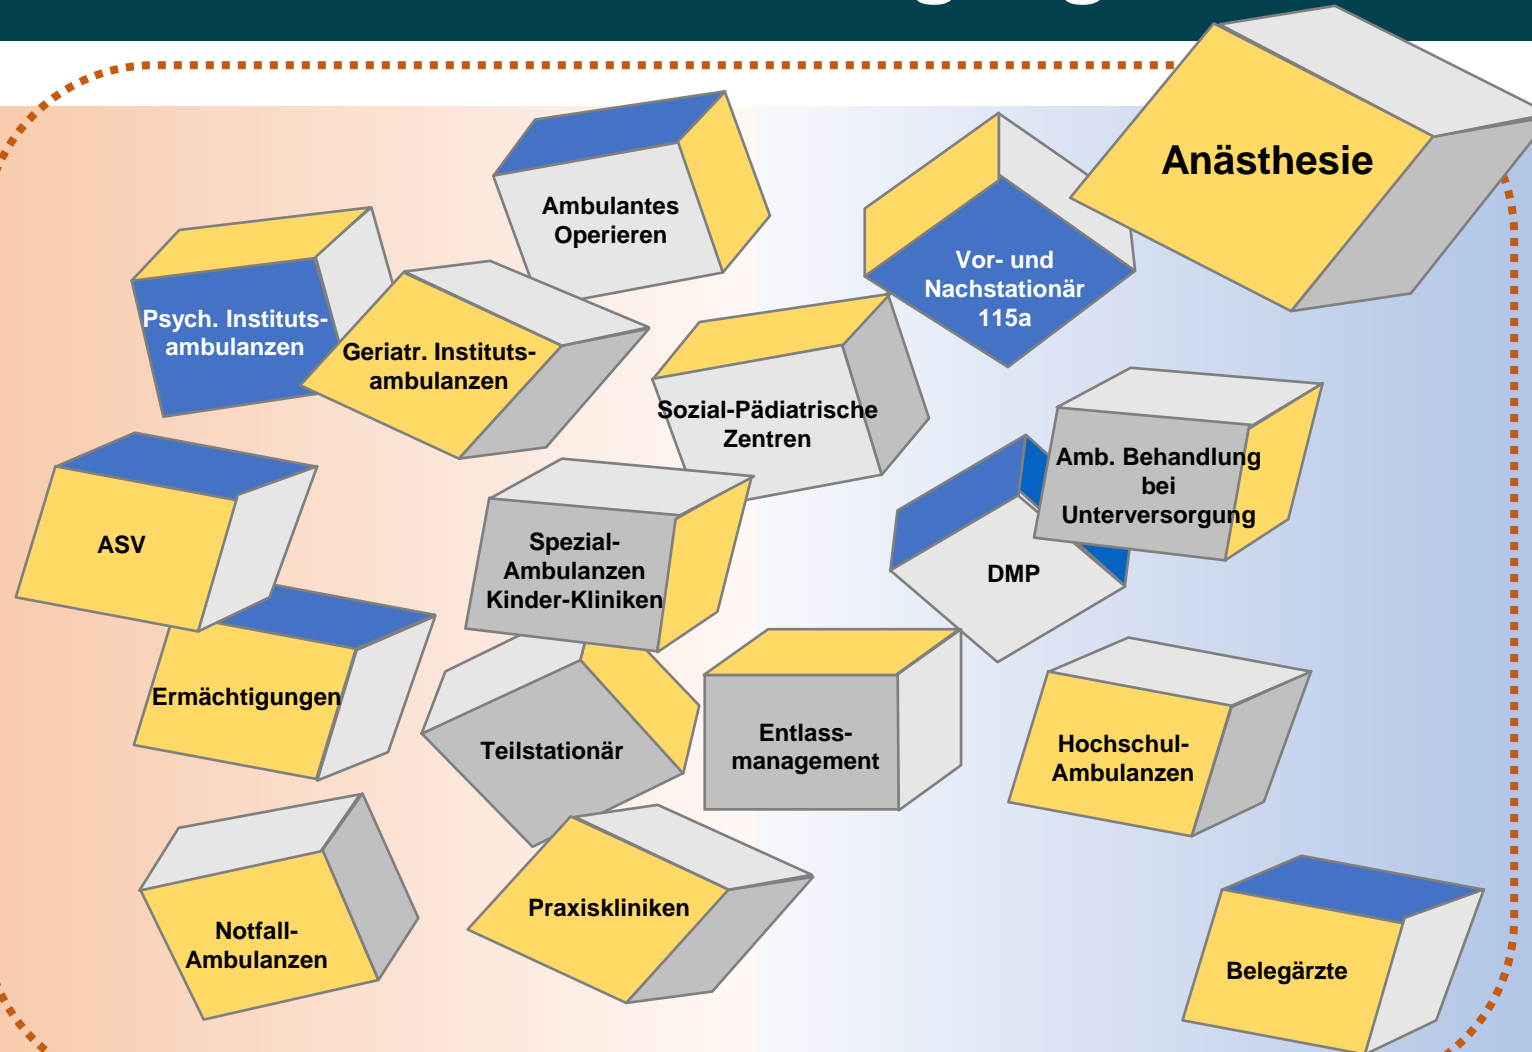 Anästhesie
Ambulantes
Operieren
Vor- und
Nachstationär
115a
Psych. Instituts-
ambulanzen
Geriatr. Instituts-
ambulanzen
Sozial-Pädiatrische
Zentren
Amb. Behandlung
bei
Unterversorgung
ASV
Spezial-
Ambulanzen
Kinder-Kliniken
DMP
Ermächtigungen
Teilstationär
Entlass-
management
Hochschul-
Ambulanzen
Notfall-
Ambulanzen
Praxiskliniken
Belegärzte